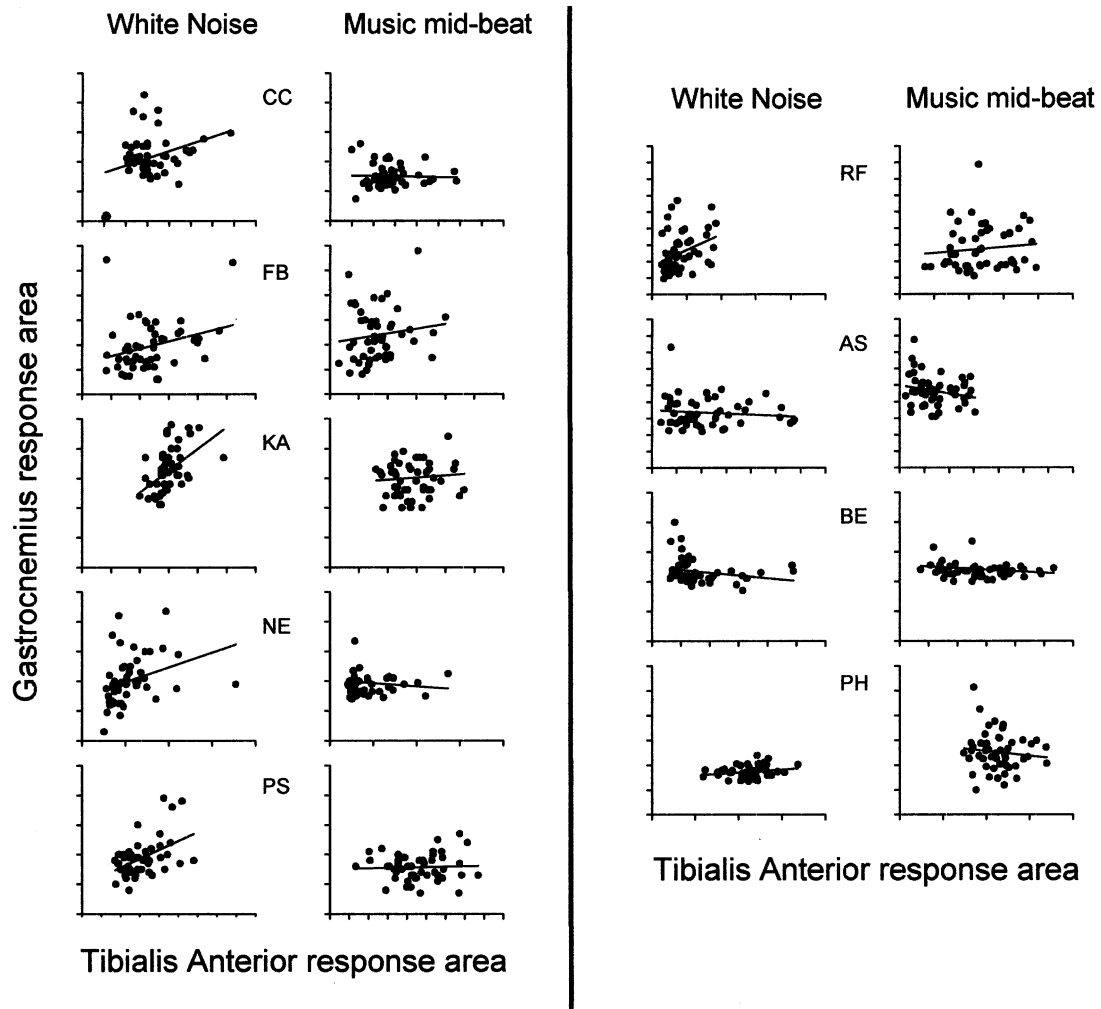 White Noise
Music mid-beat
CC
FB
KA
NE
PS
Gastrocnemius response area
Tibialis Anterior response area
White Noise
Music mid-beat
RF
AS
BE
PH
Tibialis Anterior response area